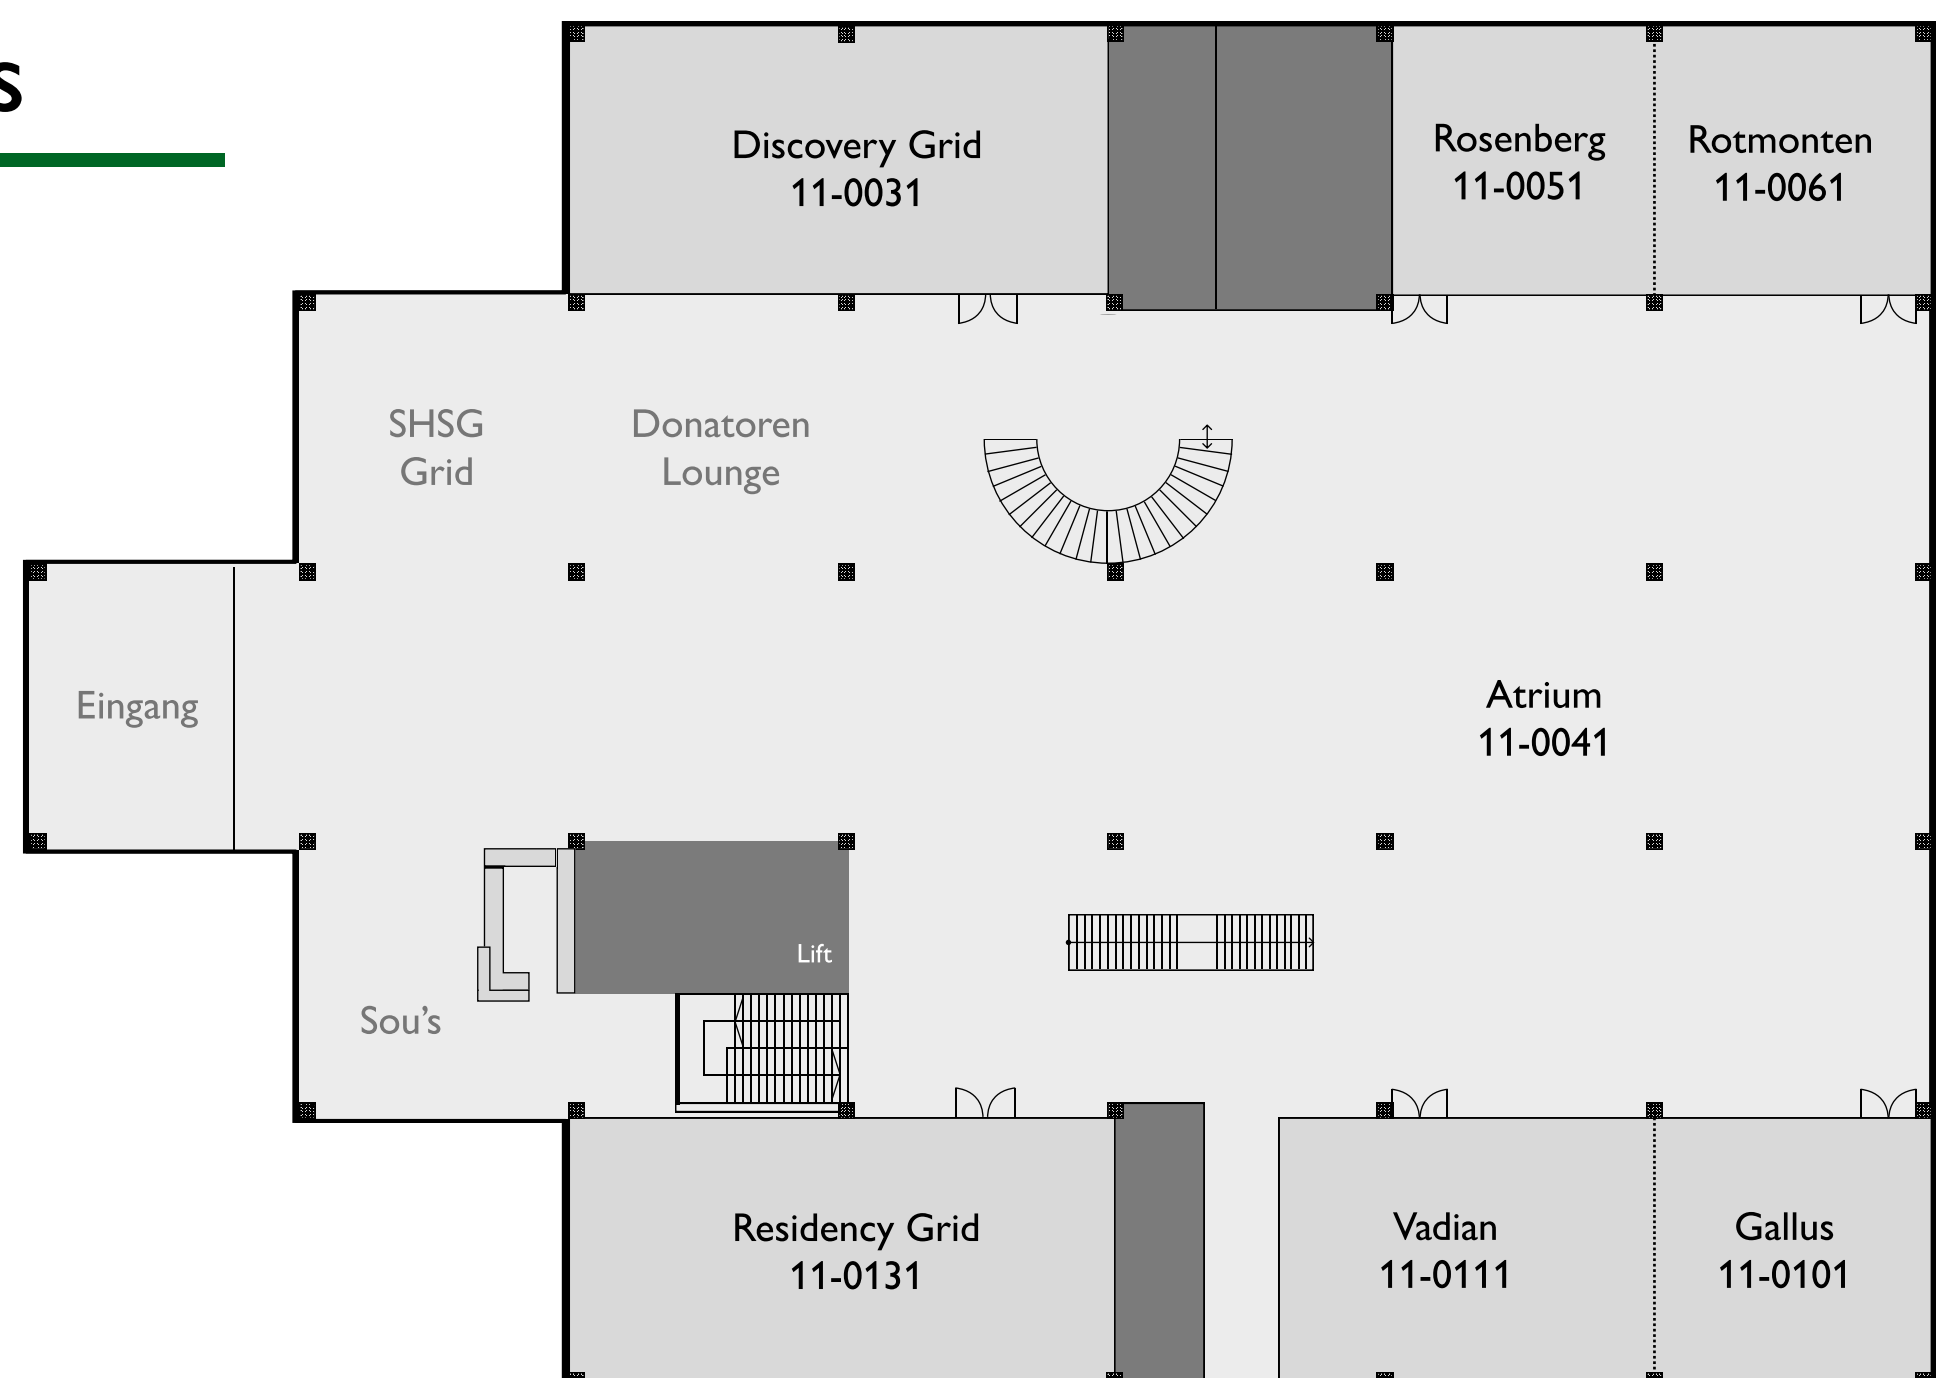 s
Discovery Grid
11-0031
Rosenberg
11-0051
Rotmonten
11-0061
SHSG
Grid
Donatoren
Lounge
Eingang
Atrium
11-0041
Lift
Sou’s
Residency Grid
11-0131
Vadian
11-0111
Gallus
11-0101